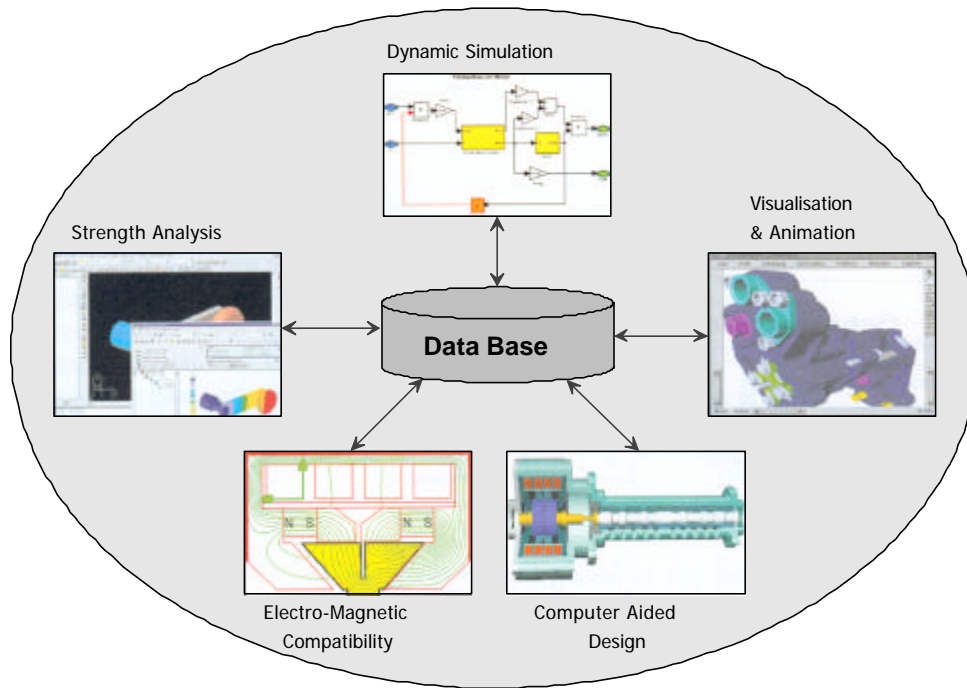 Dynamic Simulation
Visualisation
& Animation
Strength Analysis
Data Base
N S
N S
Electro-Magnetic
Compatibility
Computer Aided
Design